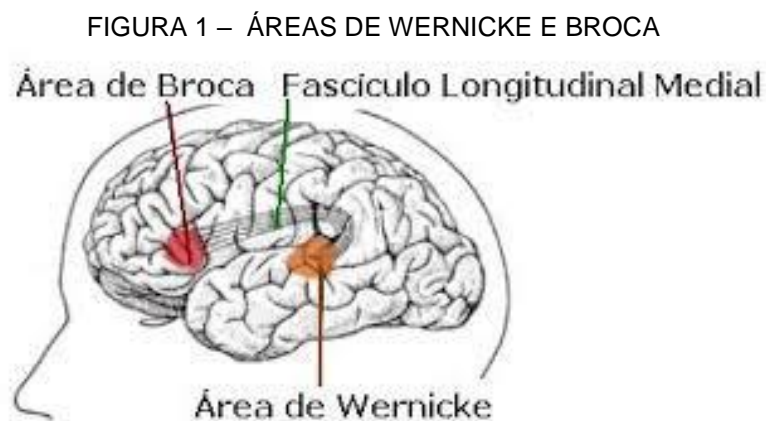 FIGURA 1 – ÁREAS DE WERNICKE E BROCA
Área de Broca Fascículo Longitudinal Medial
Área de Wernicke